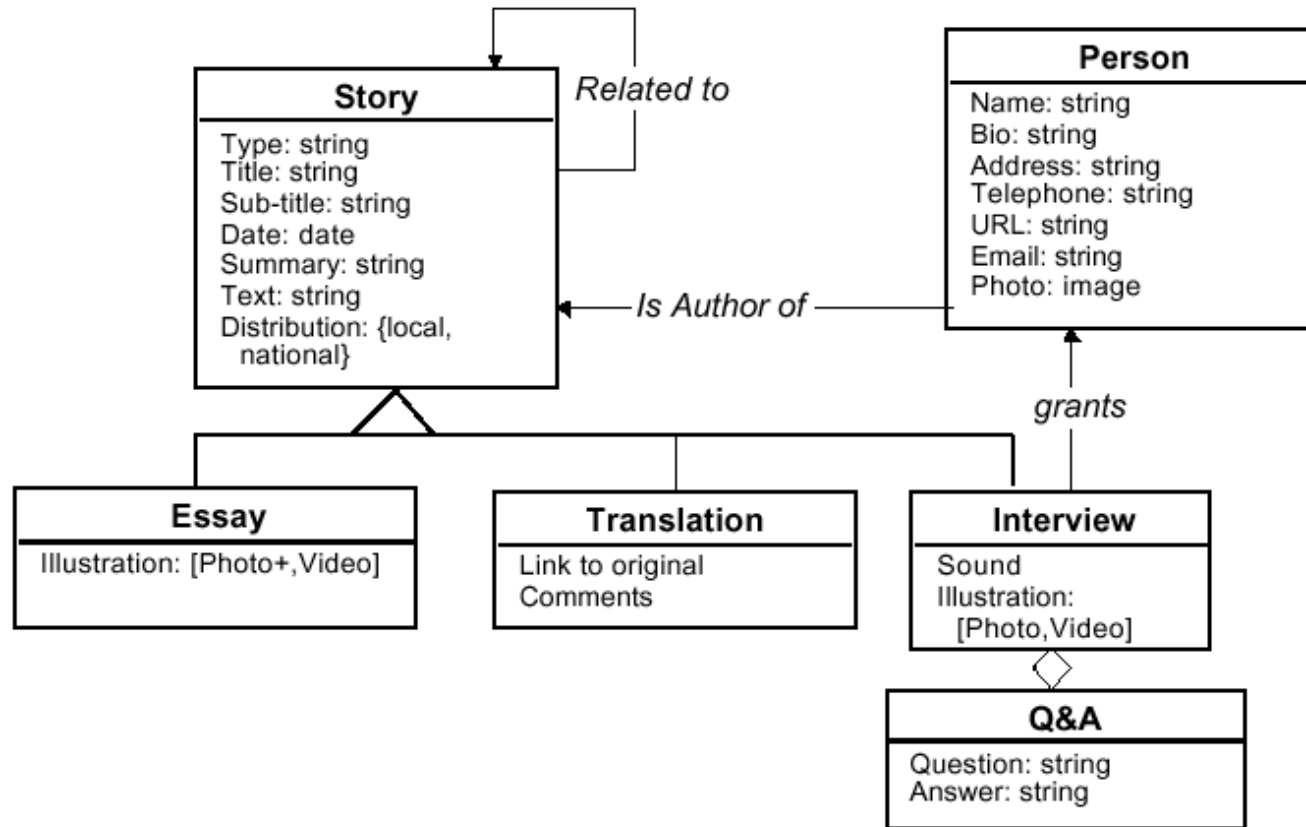 Related to
Story
Type: string
Title: string
Sub-title: string
Date: date
Summary: string
Text: string
Distribution: {local,
national}
Person
Name: string
Bio: string
Address: string
Telephone: string
URL: string
Email: string
Photo: image
Is Author of
grants
Essay
Illustration: [Photo+,Video]
Translation
Link to original
Comments
Interview
Sound
Illustration:
[Photo,Video]
Q&A
Question: string
Answer: string